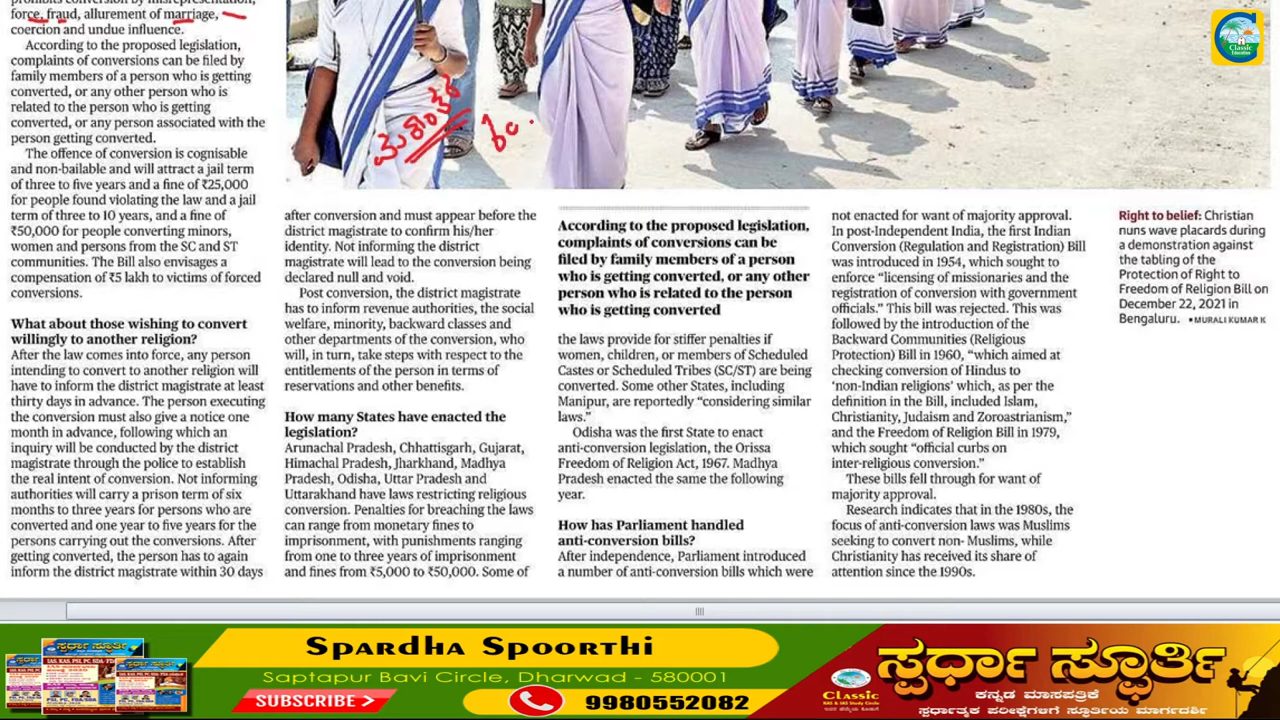 force, fraud, allurement of marriage,
coercion and undue influence.
According to the proposed legislation,
complaints of conversions can be filed by
family members of a person who is getting
converted, or any other person who is
related to the person who is getting
converted, or any person associated with the
person getting converted.
The offence of conversion is cognisable
and non-bailable and will attract a jail term
of three to five years and a fine of ₹25,000
for people found violating the law and a jail
term of three to 10 years, and a fine of
₹50,000 for people converting minors,
women and persons from the SC and ST
communities. The Bill also envisages a
compensation of ₹5 lakh to victims of forced
conversions.
What about those wishing to convert
willingly to another religion?
After the law comes into force, any person
intending to convert to another religion will
have to inform the district magistrate at least
thirty days in advance. The person executing
the conversion must also give a notice one
month in advance, following which an
inquiry will be conducted by the district
magistrate through the police to establish
the real intent of conversion. Not informing
authorities will carry a prison term of six
months to three years for persons who are
converted and one year to five years for the
persons carrying out the conversions. After
getting converted, the person has to again
inform the district magistrate within 30 days
after conversion and must appear before the
district magistrate to confirm his/her
identity. Not informing the district
magistrate will lead to the conversion being
declared null and void.
Post conversion, the district magistrate
has to inform revenue authorities, the social
welfare, minority, backward classes and
other departments of the conversion, who
will, in turn, take steps with respect to the
entitlements of the person in terms of
reservations and other benefits.
How many States have enacted the
legislation?
Arunachal Pradesh, Chhattisgarh, Gujarat,
Himachal Pradesh, Jharkhand, Madhya
Pradesh, Odisha, Uttar Pradesh and
Uttarakhand have laws restricting religious
conversion. Penalties for breaching the laws
can range from monetary fines to
imprisonment, with punishments ranging
from one to three years of imprisonment
and fines from ₹5,000 to ₹50,000. Some of
According to the proposed legislation,
complaints of conversions can be
filed by family members of a person
who is getting converted, or any other
person who is related to the person
who is getting converted
the laws provide for stiffer penalties if
women, children, or members of Scheduled
Castes or Scheduled Tribes (SC/ST) are being
converted. Some other States, including
Manipur, are reportedly “considering similar
laws.”
Odisha was the first State to enact
anti-conversion legislation, the Orissa
Freedom of Religion Act, 1967. Madhya
Pradesh enacted the same the following
year.
How has Parliament handled
anti-conversion bills?
After independence, Parliament introduced
a number of anti-conversion bills which were
not enacted for want of majority approval.
In post-Independent India, the first Indian
Conversion (Regulation and Registration) Bill
was introduced in 1954, which sought to
enforce “licensing of missionaries and the
registration of conversion with government
officials.” This bill was rejected. This was
followed by the introduction of the
Backward Communities (Religious
Protection) Bill in 1960, “which aimed at
checking conversion of Hindus to
‘non-Indian religions’ which, as per the
definition in the Bill, included Islam,
Christianity, Judaism and Zoroastrianism,”
and the Freedom of Religion Bill in 1979,
which sought “official curbs on
inter-religious conversion.”
These bills fell through for want of
majority approval.
Research indicates that in the 1980s, the
focus of anti-conversion laws was Muslims
seeking to convert non- Muslims, while
Christianity has received its share of
attention since the 1990s.
Right to belief: Christian
nuns wave placards during
a demonstration against
the tabling of the
Protection of Right to
Freedom of Religion Bill on
December 22, 2021 in
Bengaluru. • MURALI KUMAR K
Classic
Education
Spardha Spoorthi
Saptapur Bavi Circle, Dharwad - 580001
SUBSCRIBE >
9980552082
ಸ್ಪರ್ಧಾ ಸ್ಫೂರ್ತಿ
ಕನ್ನಡ ಮಾಸಪತ್ರಿಕೆ
ಸ್ಪರ್ಧಾತ್ಮಕ ಪರೀಕ್ಷೆಗಳಿಗೆ ಸ್ಫೂರ್ತಿಯ ಮಾರ್ಗದರ್ಶಿ
Classic
KAS & IAS Study Circle